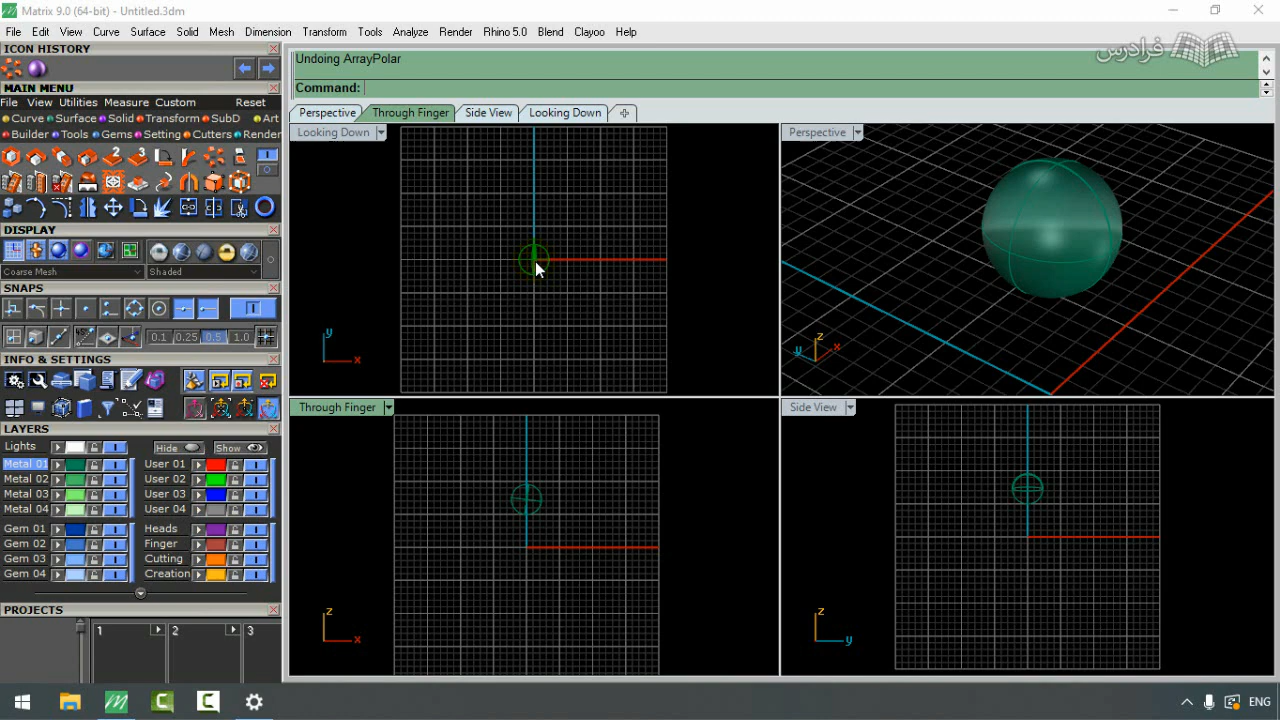 Matrix 9.0 (64-bit) - Untitled.3dm
File Edit View Curve Surface Solid Mesh Dimension Transform Tools Analyze Render Rhino 5.0 Blend Clayoo Help
ICON HISTORY
Undoing ArrayPolar
فرادرس
MAIN MENU
Command:
File View Utilities Measure Custom Reset
Perspective Through Finger Side View Looking Down
Curve Surface Solid Transform SubD Art
Builder Tools Gems Setting Cutters Render
Looking Down
Perspective
DISPLAY
Coarse Mesh Shaded
SNAPS
0.1 0.25 0.5 1.0
y
x
z
y
x
INFO & SETTINGS
Through Finger
Side View
LAYERS
Lights Hide Show
Metal 01 User 01
Metal 02 User 02
Metal 03 User 03
Metal 04 User 04
Gem 01 Heads
Gem 02 Finger
Gem 03 Cutting
Gem 04 Creation
PROJECTS
1 2 3
z
x
z
y
ENG